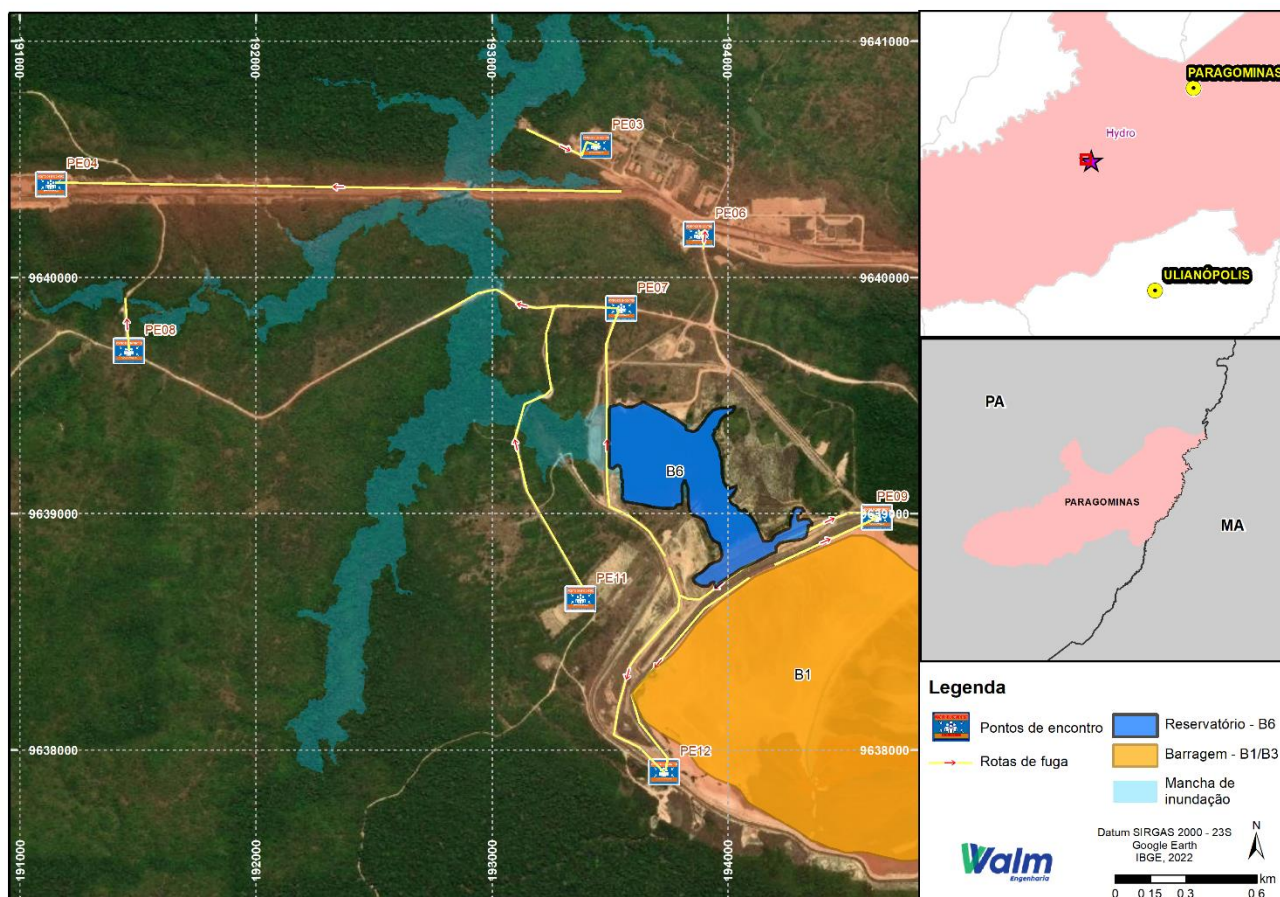 191000
192000
193000
194000
9641000
PE03
PE04
PE06
9640000
9640000
PE07
PE08
B6
9639000
PE09
9639000
PE11
B1
9638000
9638000
PE12
191000
192000
193000
194000
PARAGOMINAS
Hydro
ULIANÓPOLIS
PA
PARAGOMINAS
MA
Legenda
Pontos de encontro
Rotas de fuga
Reservatório - B6
Barragem - B1/B3
Mancha de
inundação
Walm
Engenharia
Datum SIRGAS 2000 - 23S
Google Earth
IBGE, 2022
N
km
0 0.15 0.3 0.6